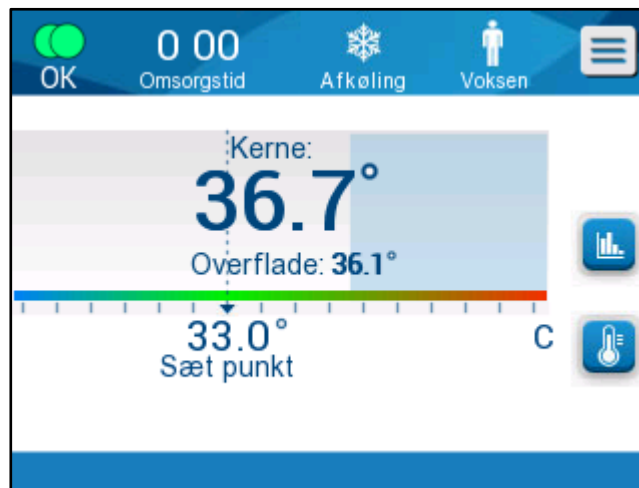 0 00
OK
Omsorgstid
Afkøling
Voksen
Kerne:
36.7°
Overflade: 36.1°
33.0°
C
Sæt punkt